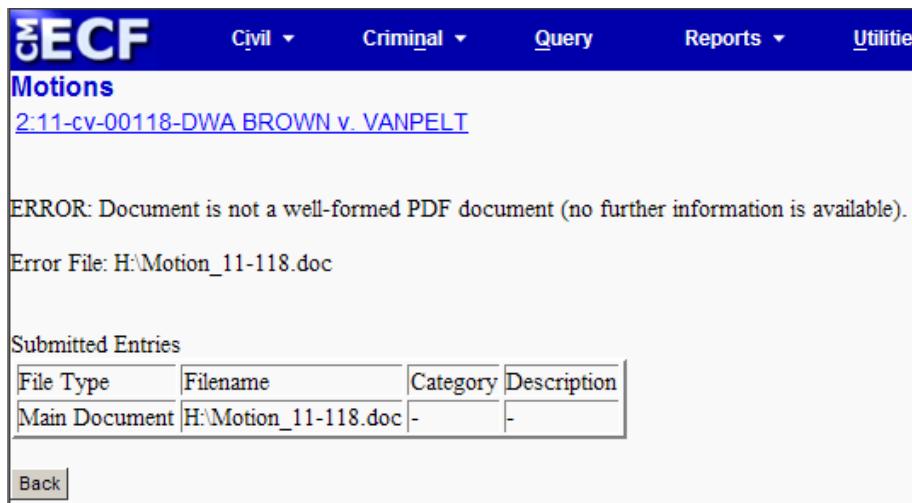 CM ECF Civil Criminal Query Reports Utilitie
Motions
2:11-cv-00118-DWA BROWN v. VANPELT
ERROR: Document is not a well-formed PDF document (no further information is available).
Error File: H:\Motion_11-118.doc
Submitted Entries
File Type Filename Category Description
Main Document H:\Motion_11-118.doc - -
Back